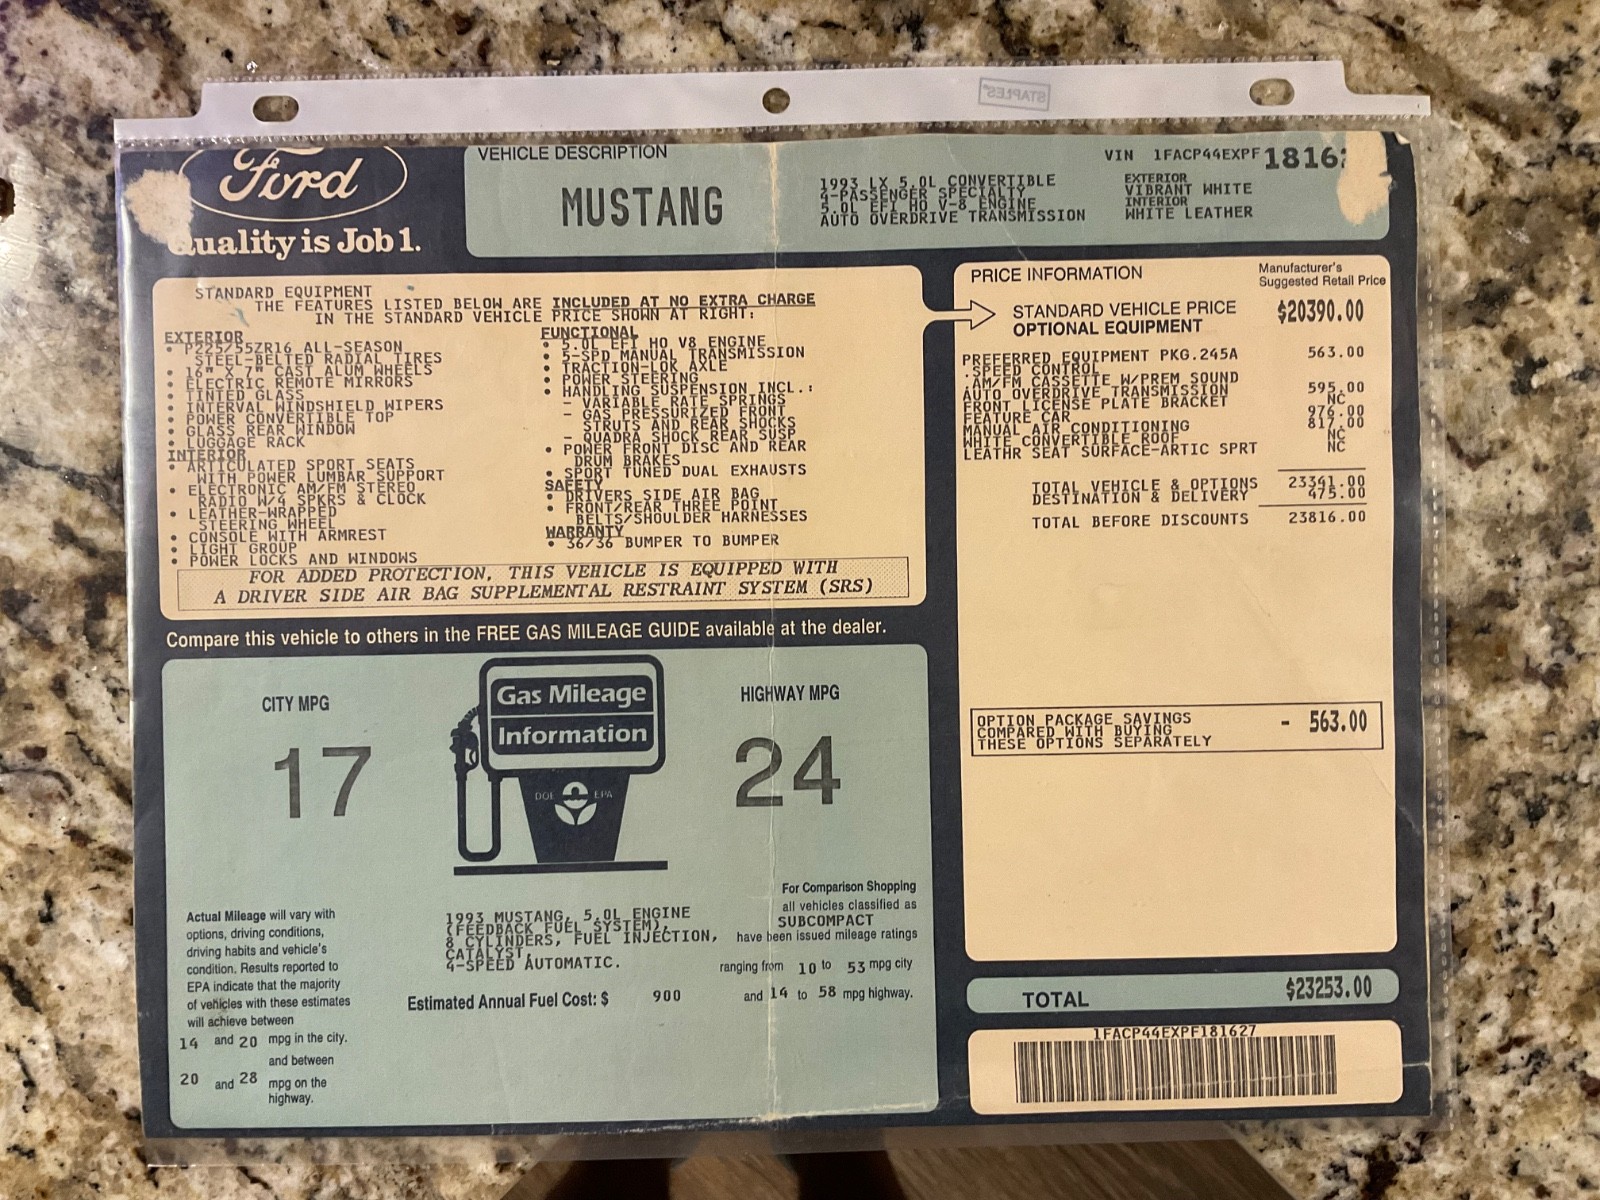 STAPLES
Ford
Quality is Job 1.
VEHICLE DESCRIPTION
MUSTANG
1993 LX 5.0L CONVERTIBLE
4-PASSENGER SPECIALTY
5.0L EFI HO V-8 ENGINE
AUTO OVERDRIVE TRANSMISSION
VIN 1FACP44EXPF18162
EXTERIOR
VIBRANT WHITE
INTERIOR
WHITE LEATHER
STANDARD EQUIPMENT
THE FEATURES LISTED BELOW ARE INCLUDED AT NO EXTRA CHARGE
IN THE STANDARD VEHICLE PRICE SHOWN AT RIGHT:
EXTERIOR
• P225/55ZR16 ALL-SEASON
STEEL-BELTED RADIAL TIRES
• 16" X 7" CAST ALUM WHEELS
• ELECTRIC REMOTE MIRRORS
• TINTED GLASS
• INTERVAL WINDSHIELD WIPERS
• POWER CONVERTIBLE TOP
• GLASS REAR WINDOW
• LUGGAGE RACK
INTERIOR
• ARTICULATED SPORT SEATS
WITH POWER LUMBAR SUPPORT
• ELECTRONIC AM/FM STEREO
RADIO W/4 SPKRS & CLOCK
• LEATHER-WRAPPED
STEERING WHEEL
• CONSOLE WITH ARMREST
• LIGHT GROUP
• POWER LOCKS AND WINDOWS
FUNCTIONAL
• 5.0L EFI HO V8 ENGINE
• 5-SPD MANUAL TRANSMISSION
• TRACTION-LOK AXLE
• POWER STEERING
• HANDLING SUSPENSION INCL.:
- VARIABLE RATE SPRINGS
- GAS PRESSURIZED FRONT
STRUTS AND REAR SHOCKS
- QUADRA SHOCK REAR SUSP
• POWER FRONT DISC AND REAR
DRUM BRAKES
• SPORT TUNED DUAL EXHAUSTS
SAFETY
• DRIVERS SIDE AIR BAG
• FRONT/REAR THREE POINT
BELTS/SHOULDER HARNESSES
WARRANTY
• 36/36 BUMPER TO BUMPER
FOR ADDED PROTECTION, THIS VEHICLE IS EQUIPPED WITH
A DRIVER SIDE AIR BAG SUPPLEMENTAL RESTRAINT SYSTEM (SRS)
PRICE INFORMATION
Manufacturer's
Suggested Retail Price
STANDARD VEHICLE PRICE $20390.00
OPTIONAL EQUIPMENT
PREFERRED EQUIPMENT PKG.245A 563.00
.SPEED CONTROL
.AM/FM CASSETTE W/PREM SOUND
AUTO OVERDRIVE TRANSMISSION 595.00
FRONT LICENSE PLATE BRACKET NC
FEATURE CAR 976.00
MANUAL AIR CONDITIONING 817.00
WHITE CONVERTIBLE ROOF NC
LEATHR SEAT SURFACE-ARTIC SPRT NC
TOTAL VEHICLE & OPTIONS 23341.00
DESTINATION & DELIVERY 475.00
TOTAL BEFORE DISCOUNTS 23816.00
OPTION PACKAGE SAVINGS
COMPARED WITH BUYING
THESE OPTIONS SEPARATELY
- 563.00
TOTAL $23253.00
1FACP44EXPF181627
Compare this vehicle to others in the FREE GAS MILEAGE GUIDE available at the dealer.
CITY MPG
17
Gas Mileage
Information
DOE EPA
HIGHWAY MPG
24
Actual Mileage will vary with
options, driving conditions,
driving habits and vehicle's
condition. Results reported to
EPA indicate that the majority
of vehicles with these estimates
will achieve between
14 and 20 mpg in the city.
and between
20 and 28 mpg on the
highway.
1993 MUSTANG, 5.0L ENGINE
(FEEDBACK FUEL SYSTEM),
8 CYLINDERS, FUEL INJECTION,
CATALYST,
4-SPEED AUTOMATIC.
Estimated Annual Fuel Cost: $ 900
For Comparison Shopping
all vehicles classified as
SUBCOMPACT
have been issued mileage ratings
ranging from 10 to 53 mpg city
and 14 to 58 mpg highway.